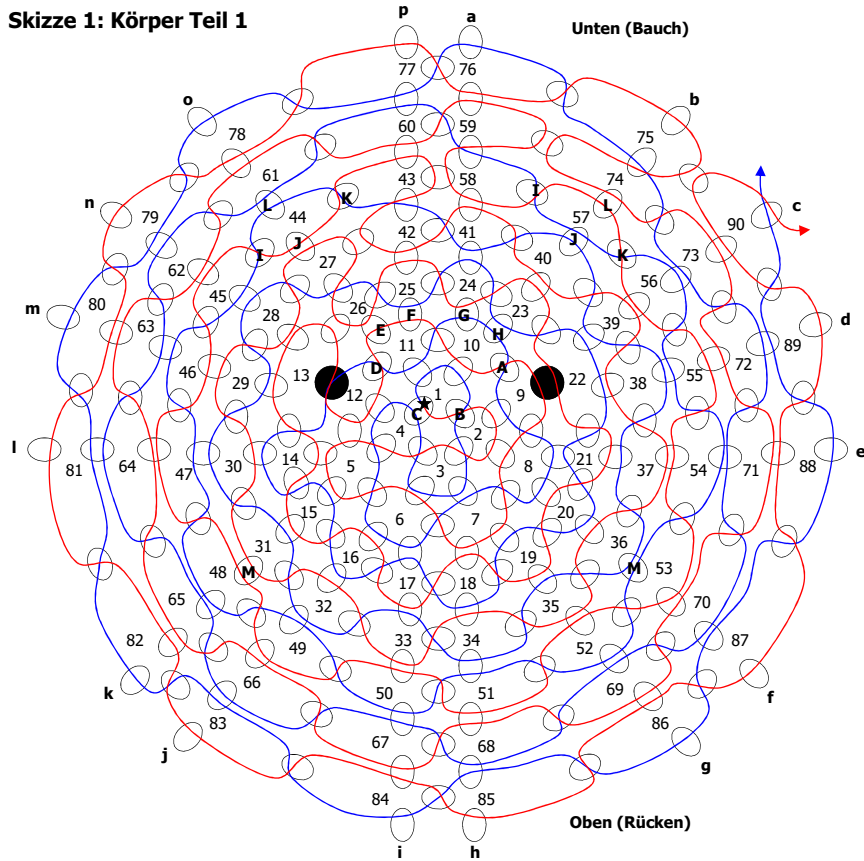 Skizze 1: Körper Teil 1
p a
Unten (Bauch)
77 76
o b
78 60 59 75
61 74
n 44 L K 43 58 I L 90 c
79 I J 42 41 J 57 K
62 27 40 73
m 45 26 25 24 56
80 63 28 E F G H 23 39 89 d
46 13 11 10 72
29 12 D A 22 38 55
C 1 B 9
4 2
l 81 64 47 30 14 5 3 8 21 37 54 71 88 e
15 6 7 20
31 16 19 36
48 M 17 18 M 53
65 32 35 70
82 49 33 34 52 87
k 66 50 51 69 f
83 67 68 86
j g
84 85
Oben (Rücken)
i h